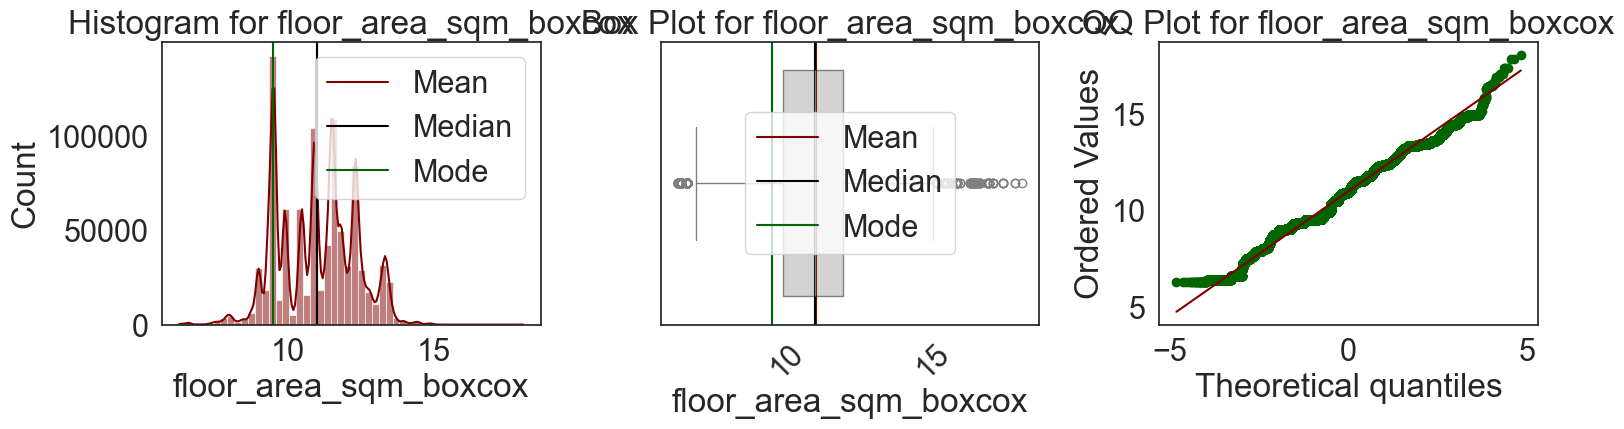 Histogram for floor_area_sqm_boxcox
Count
100000
50000
0
10
15
floor_area_sqm_boxcox
Mean
Median
Mode
Box Plot for floor_area_sqm_boxcox
10
15
floor_area_sqm_boxcox
Mean
Median
Mode
QQ Plot for floor_area_sqm_boxcox
Ordered Values
15
10
5
−5
0
5
Theoretical quantiles